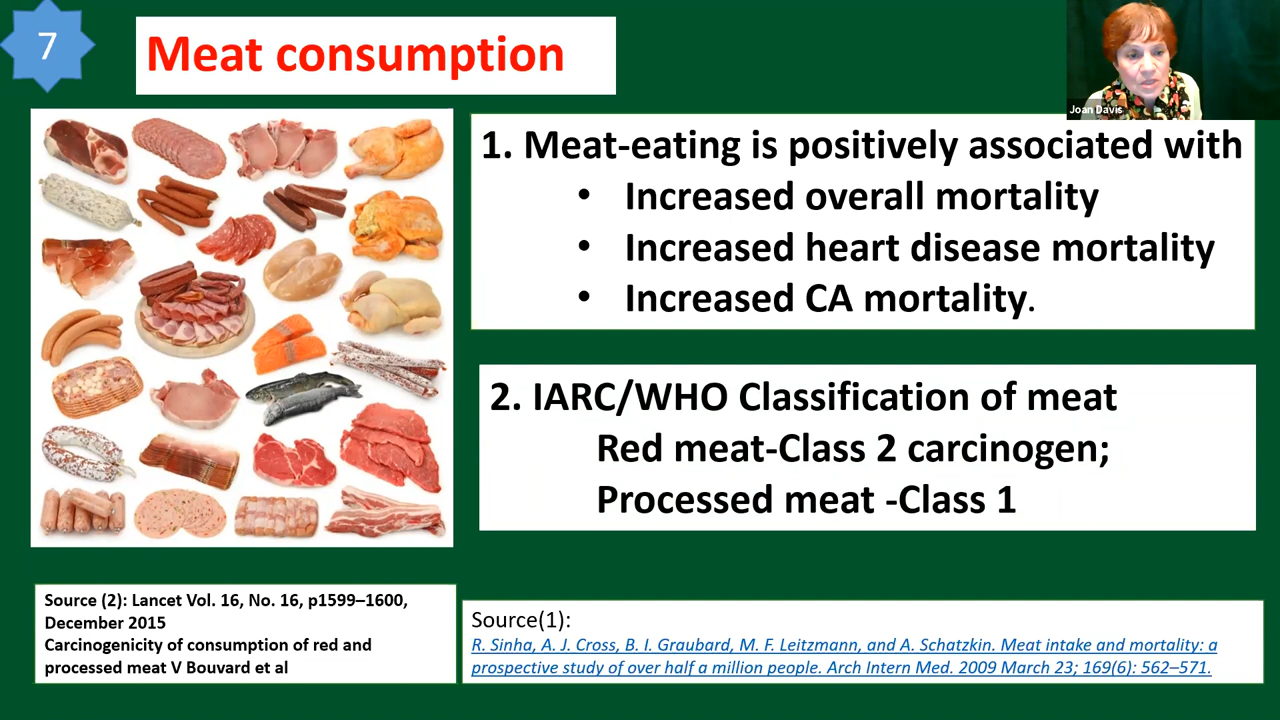 7
Meat consumption
Joan Davis
1. Meat-eating is positively associated with
• Increased overall mortality
• Increased heart disease mortality
• Increased CA mortality.
2. IARC/WHO Classification of meat
Red meat-Class 2 carcinogen;
Processed meat -Class 1
Source (2): Lancet Vol. 16, No. 16, p1599–1600,
December 2015
Carcinogenicity of consumption of red and
processed meat V Bouvard et al
Source(1):
R. Sinha, A. J. Cross, B. I. Graubard, M. F. Leitzmann, and A. Schatzkin. Meat intake and mortality: a
prospective study of over half a million people. Arch Intern Med. 2009 March 23; 169(6): 562–571.